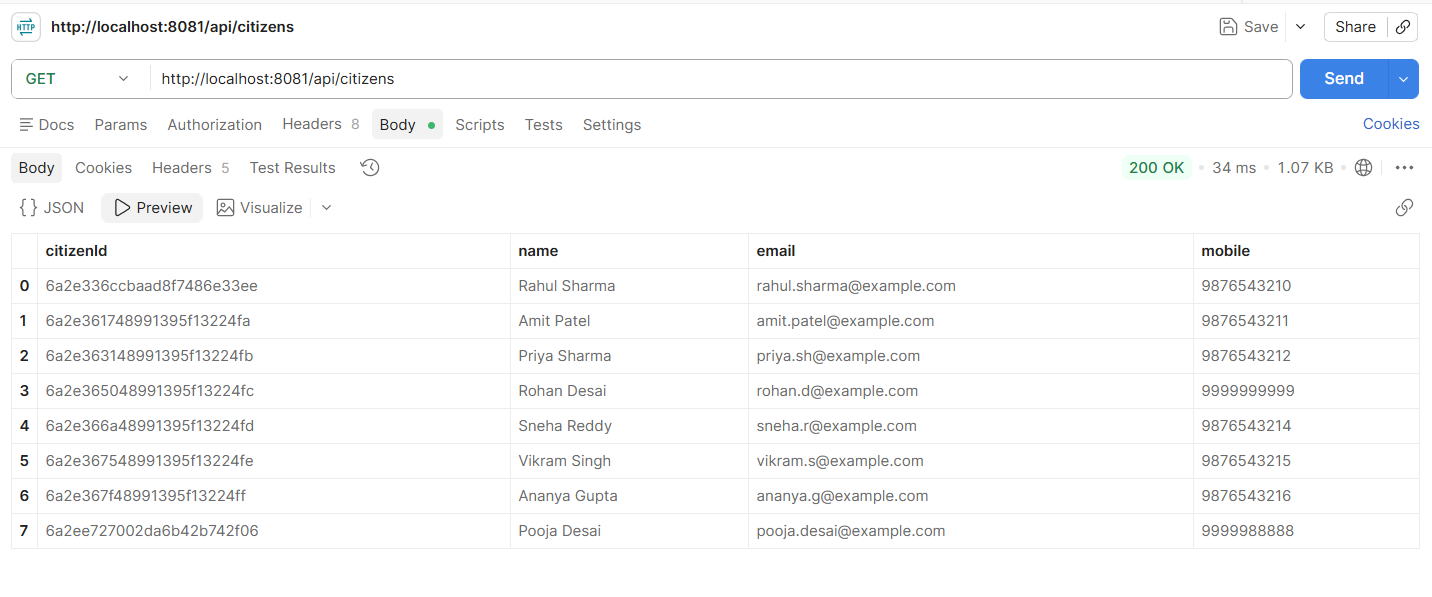 HTTP http://localhost:8081/api/citizens Save Share
GET http://localhost:8081/api/citizens Send
Docs Params Authorization Headers 8 Body Scripts Tests Settings Cookies
Body Cookies Headers 5 Test Results 200 OK 34 ms 1.07 KB
{} JSON Preview Visualize
citizenId name email mobile
0 6a2e336ccbaad8f7486e33ee Rahul Sharma rahul.sharma@example.com 9876543210
1 6a2e361748991395f13224fa Amit Patel amit.patel@example.com 9876543211
2 6a2e363148991395f13224fb Priya Sharma priya.sh@example.com 9876543212
3 6a2e365048991395f13224fc Rohan Desai rohan.d@example.com 9999999999
4 6a2e366a48991395f13224fd Sneha Reddy sneha.r@example.com 9876543214
5 6a2e367548991395f13224fe Vikram Singh vikram.s@example.com 9876543215
6 6a2e367f48991395f13224ff Ananya Gupta ananya.g@example.com 9876543216
7 6a2ee727002da6b42b742f06 Pooja Desai pooja.desai@example.com 9999988888